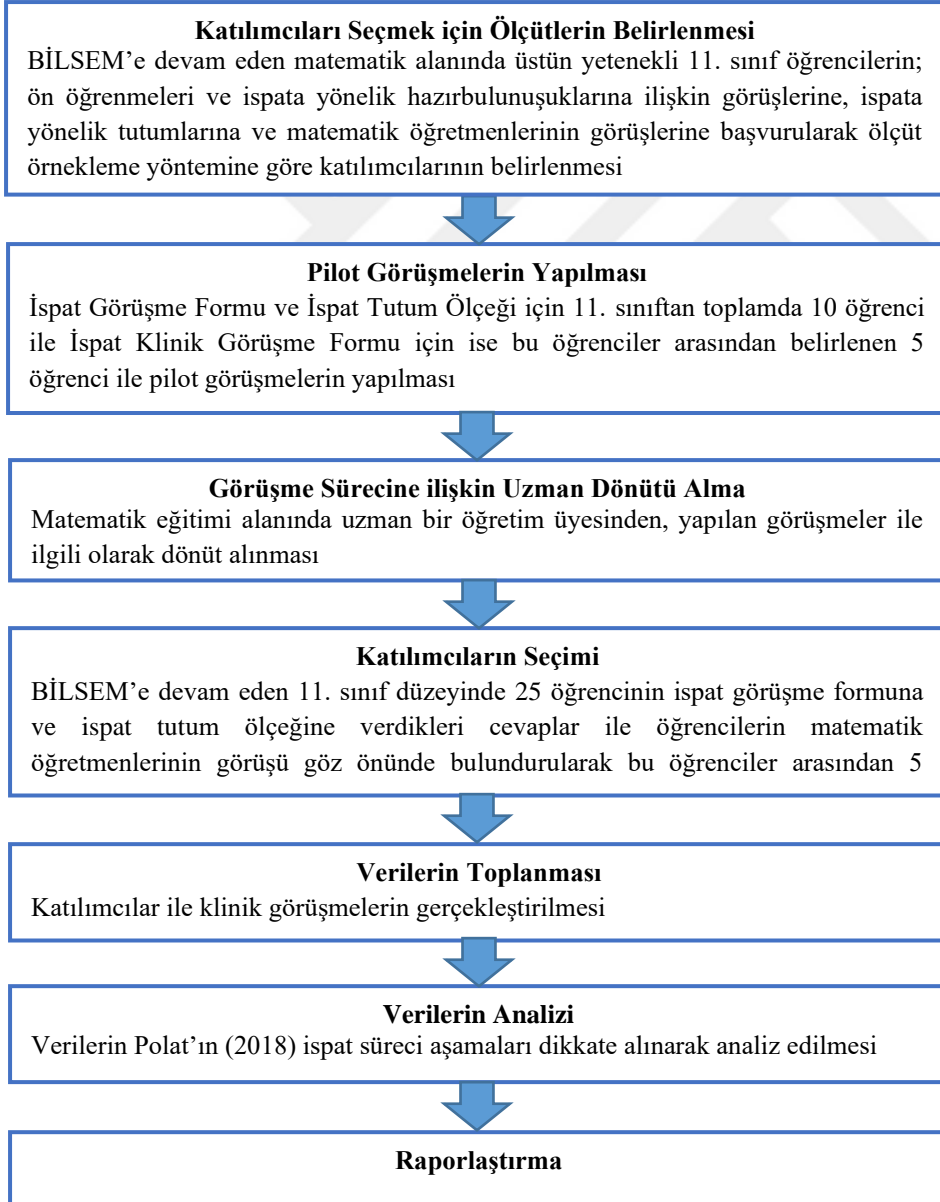 Katılımcıları Seçmek için Ölçütlerin Belirlenmesi
BİLSEM’e devam eden matematik alanında üstün yetenekli 11. sınıf öğrencilerin;
ön öğrenmeleri ve ispata yönelik hazırbulunuşuklarına ilişkin görüşlerine, ispata
yönelik tutumlarına ve matematik öğretmenlerinin görüşlerine başvurularak ölçüt
örnekleme yöntemine göre katılımcılarının belirlenmesi
Pilot Görüşmelerin Yapılması
İspat Görüşme Formu ve İspat Tutum Ölçeği için 11. sınıftan toplamda 10 öğrenci
ile İspat Klinik Görüşme Formu için ise bu öğrenciler arasından belirlenen 5
öğrenci ile pilot görüşmelerin yapılması
Görüşme Sürecine ilişkin Uzman Dönütü Alma
Matematik eğitimi alanında uzman bir öğretim üyesinden, yapılan görüşmeler ile
ilgili olarak dönüt alınması
Katılımcıların Seçimi
BİLSEM’e devam eden 11. sınıf düzeyinde 25 öğrencinin ispat görüşme formuna
ve ispat tutum ölçeğine verdikleri cevaplar ile öğrencilerin matematik
öğretmenlerinin görüşü göz önünde bulundurularak bu öğrenciler arasından 5
Verilerin Toplanması
Katılımcılar ile klinik görüşmelerin gerçekleştirilmesi
Verilerin Analizi
Verilerin Polat’ın (2018) ispat süreci aşamaları dikkate alınarak analiz edilmesi
Raporlaştırma